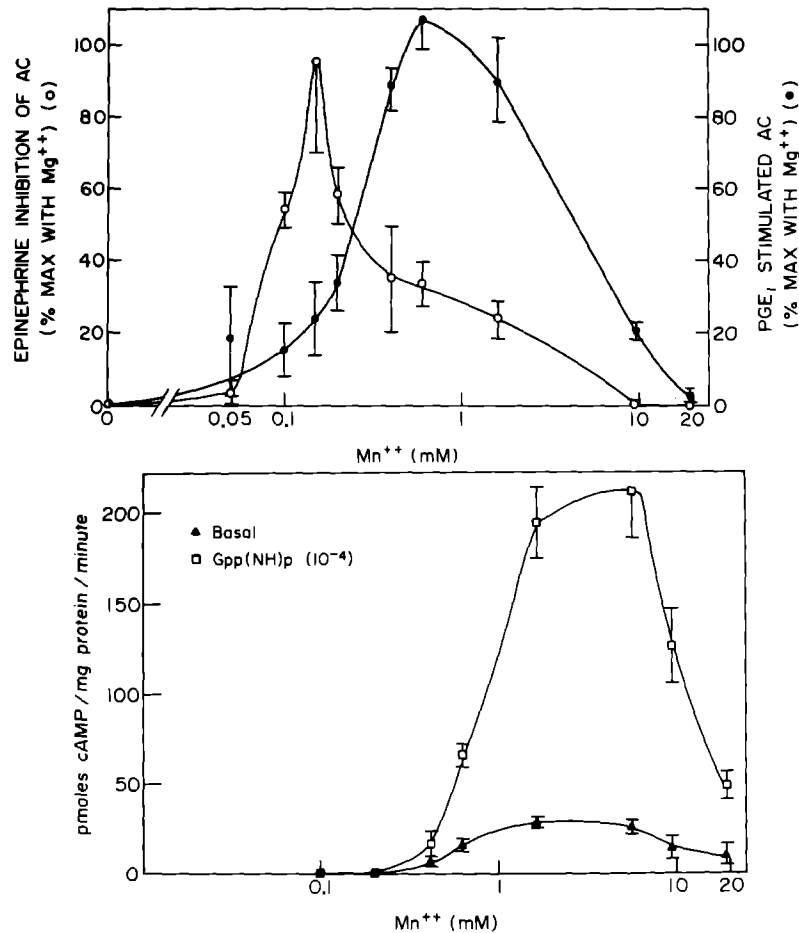 EPINEPHRINE INHIBITION OF AC
(% MAX WITH Mg++) (o)
100
80
60
40
20
0
100
80
60
40
20
0
PGE1 STIMULATED AC
(% MAX WITH Mg++) (●)
0 0.05 0.1 1 10 20
Mn++ (mM)
pmoles cAMP/mg protein/minute
200
150
100
50
0
▲ Basal
□ Gpp(NH)p (10-4)
0.1 1 10 20
Mn++ (mM)